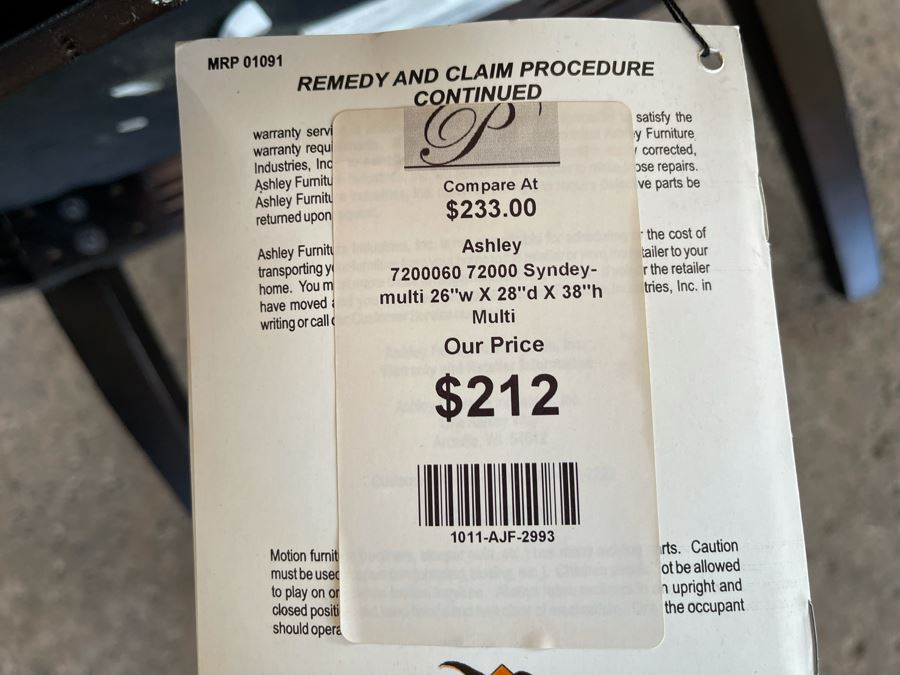 MRP 01091
REMEDY AND CLAIM PROCEDURE
CONTINUED
warranty servi
satisfy the
warranty requi
y Furniture
Industries, Inc
corrected,
Ashley Furnitu
ose repairs.
Ashley Furnitu
ve parts be
returned upon
P
Compare At
$233.00
Ashley
7200060 72000 Syndey-
multi 26"w X 28"d X 38"h
Multi
Our Price
$212
1011-AJF-2993
Ashley Furnitur
the cost of
transporting y
tailer to your
home. You m
r the retailer
have moved
tries, Inc. in
writing or call
Motion furnit
arts. Caution
must be used
ot be allowed
to play on or
n upright and
closed positi
the occupant
should opera